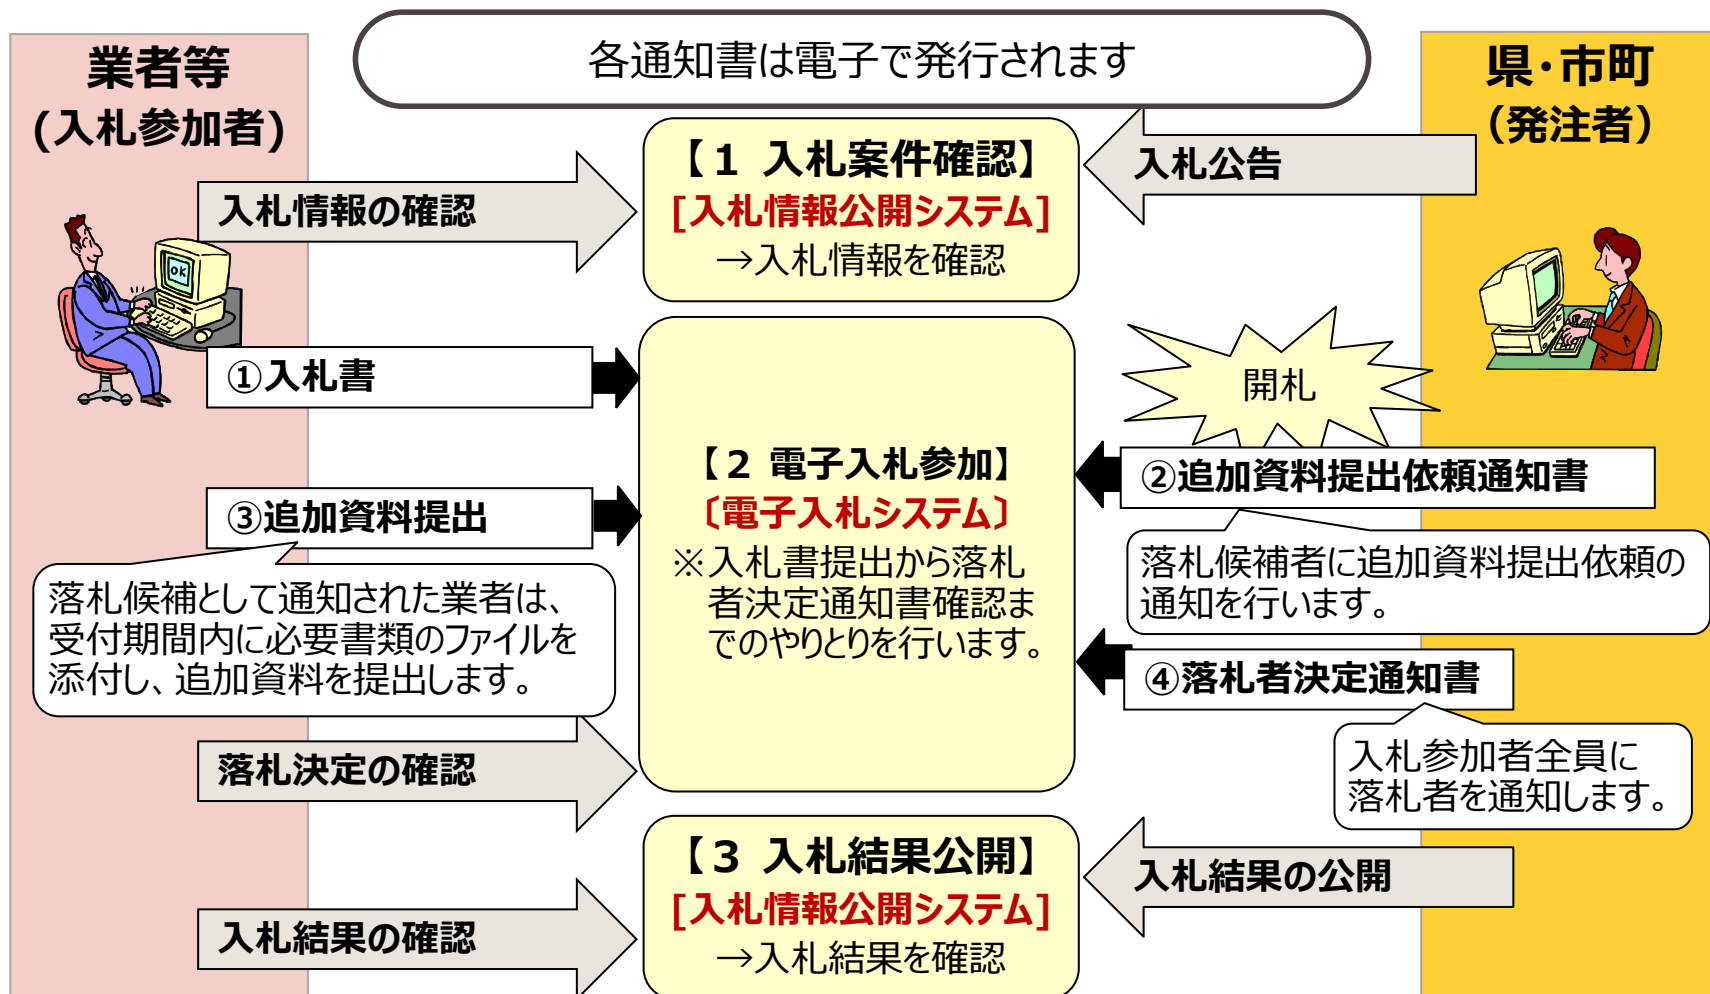 各通知書は電子で発行されます
業者等
(入札参加者)
県・市町
（発注者）
【１ 入札案件確認】
[入札情報公開システム]
→入札情報を確認
入札公告
入札情報の確認
OK
①入札書
開札
【２ 電子入札参加】
〔電子入札システム〕
※入札書提出から落札
者決定通知書確認ま
でのやりとりを行います。
②追加資料提出依頼通知書
落札候補者に追加資料提出依頼の
通知を行います。
③追加資料提出
落札候補として通知された業者は、
受付期間内に必要書類のファイルを
添付し、追加資料を提出します。
④落札者決定通知書
入札参加者全員に
落札者を通知します。
落札決定の確認
【３ 入札結果公開】
[入札情報公開システム]
→入札結果を確認
入札結果の公開
入札結果の確認